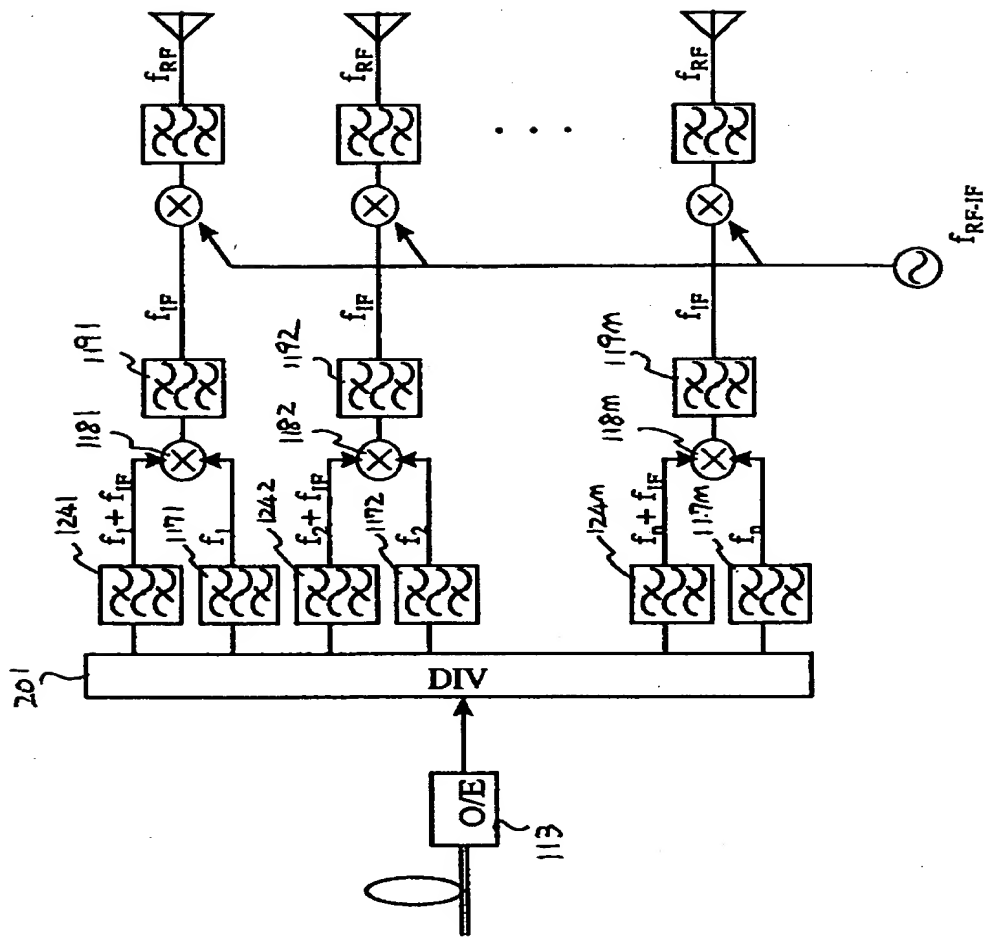 f_RF
f_RF
f_RF
f_RF-IF
f_IF
f_IF
f_IF
1191
1192
119m
1181
1182
118m
1241
f_1 + f_IF
1171
f_1
1242
f_2 + f_IF
1172
f_2
124m
f_n + f_IF
117m
f_n
201
DIV
O/E
113